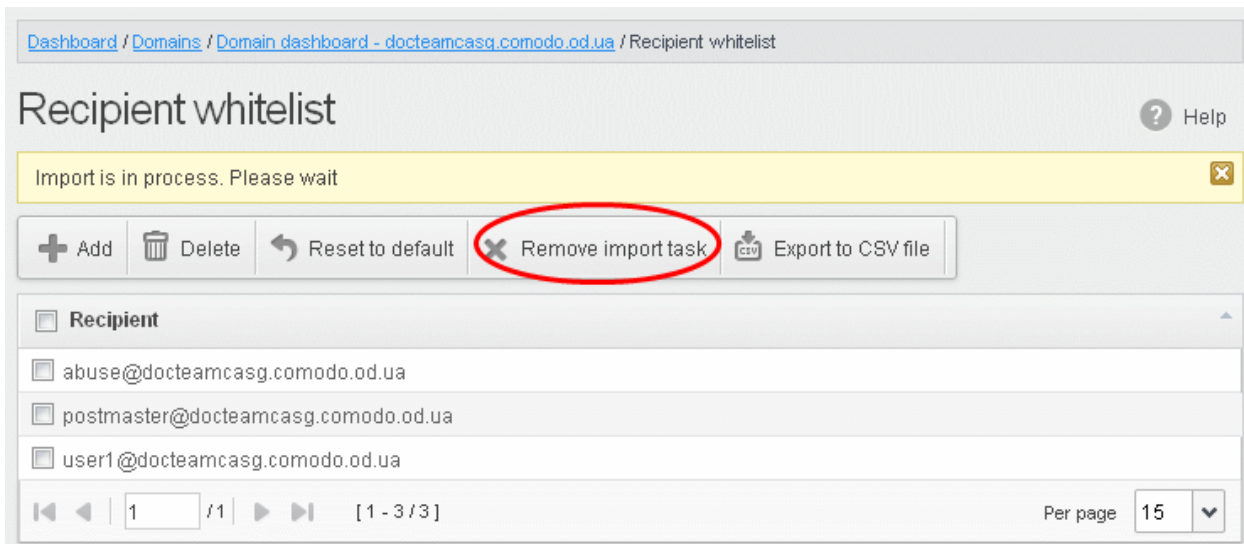 Dashboard / Domains / Domain dashboard - docteamcasg.comodo.od.ua / Recipient whitelist
Recipient whitelist
? Help
Import is in process. Please wait
Add Delete Reset to default Remove import task CSV Export to CSV file
Recipient
abuse@docteamcasg.comodo.od.ua
postmaster@docteamcasg.comodo.od.ua
user1@docteamcasg.comodo.od.ua
1 / 1 [ 1 - 3 / 3 ] Per page 15